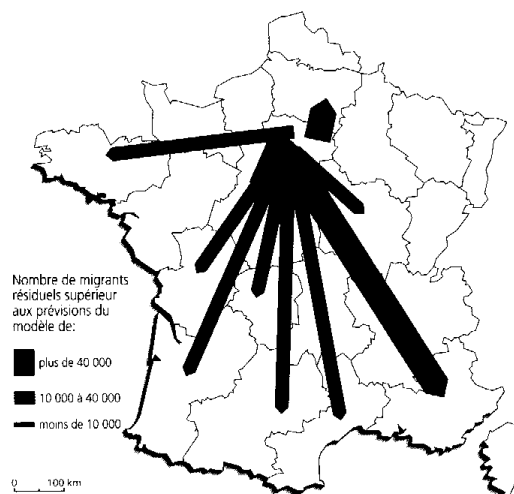 Nombre de migrants
résiduels supérieur
aux prévisions du
modèle de:
plus de 40 000
10 000 à 40 000
moins de 10 000
0 100 km